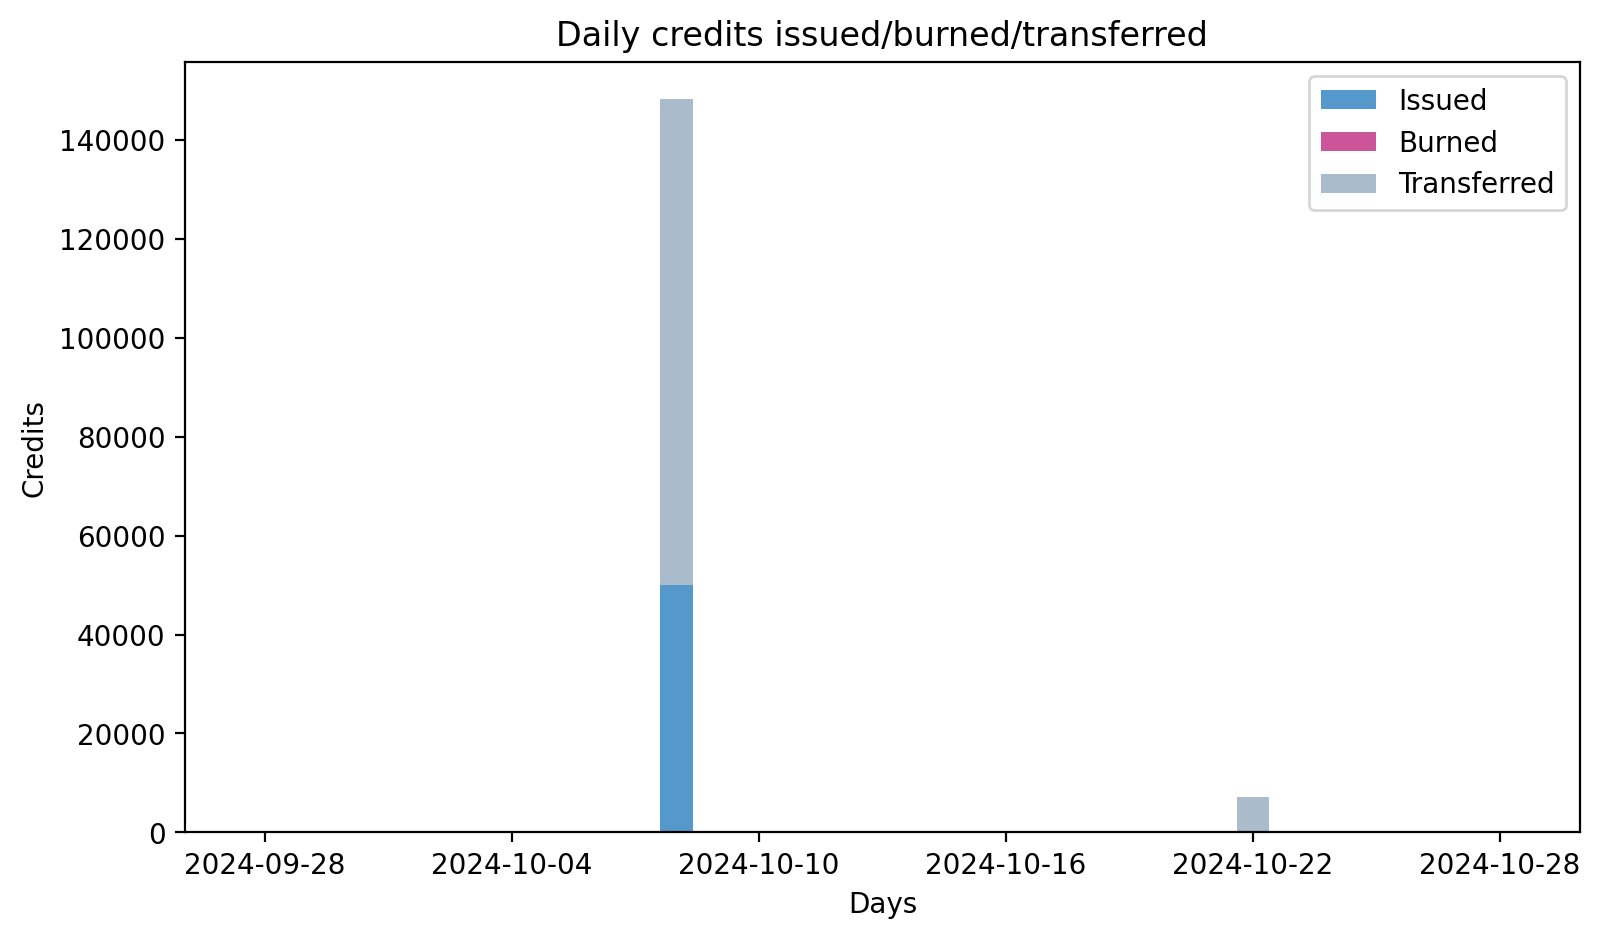 Daily credits issued/burned/transferred
Issued
Burned
Transferred
140000
120000
100000
80000
60000
40000
20000
0
Credits
2024-09-28 2024-10-04 2024-10-10 2024-10-16 2024-10-22 2024-10-28
Days